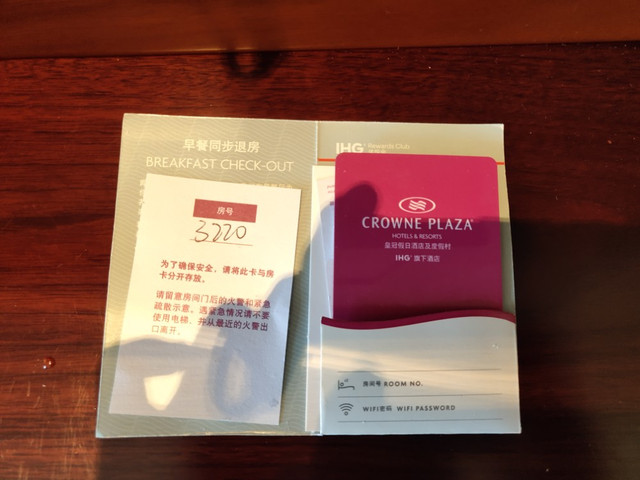 早餐同步退房
BREAKFAST CHECK-OUT
房号
3220
为了确保安全，请将此卡与房
卡分开存放。
请留意房间门后的火警和紧急
疏散示意。遇紧急情况请不要
使用电梯，并从最近的火警出
口离开。
IHG® Rewards Club
CROWNE PLAZA®
HOTELS & RESORTS
皇冠假日酒店及度假村
IHG® 旗下酒店
房间号 ROOM NO.
WIFI密码 WIFI PASSWORD